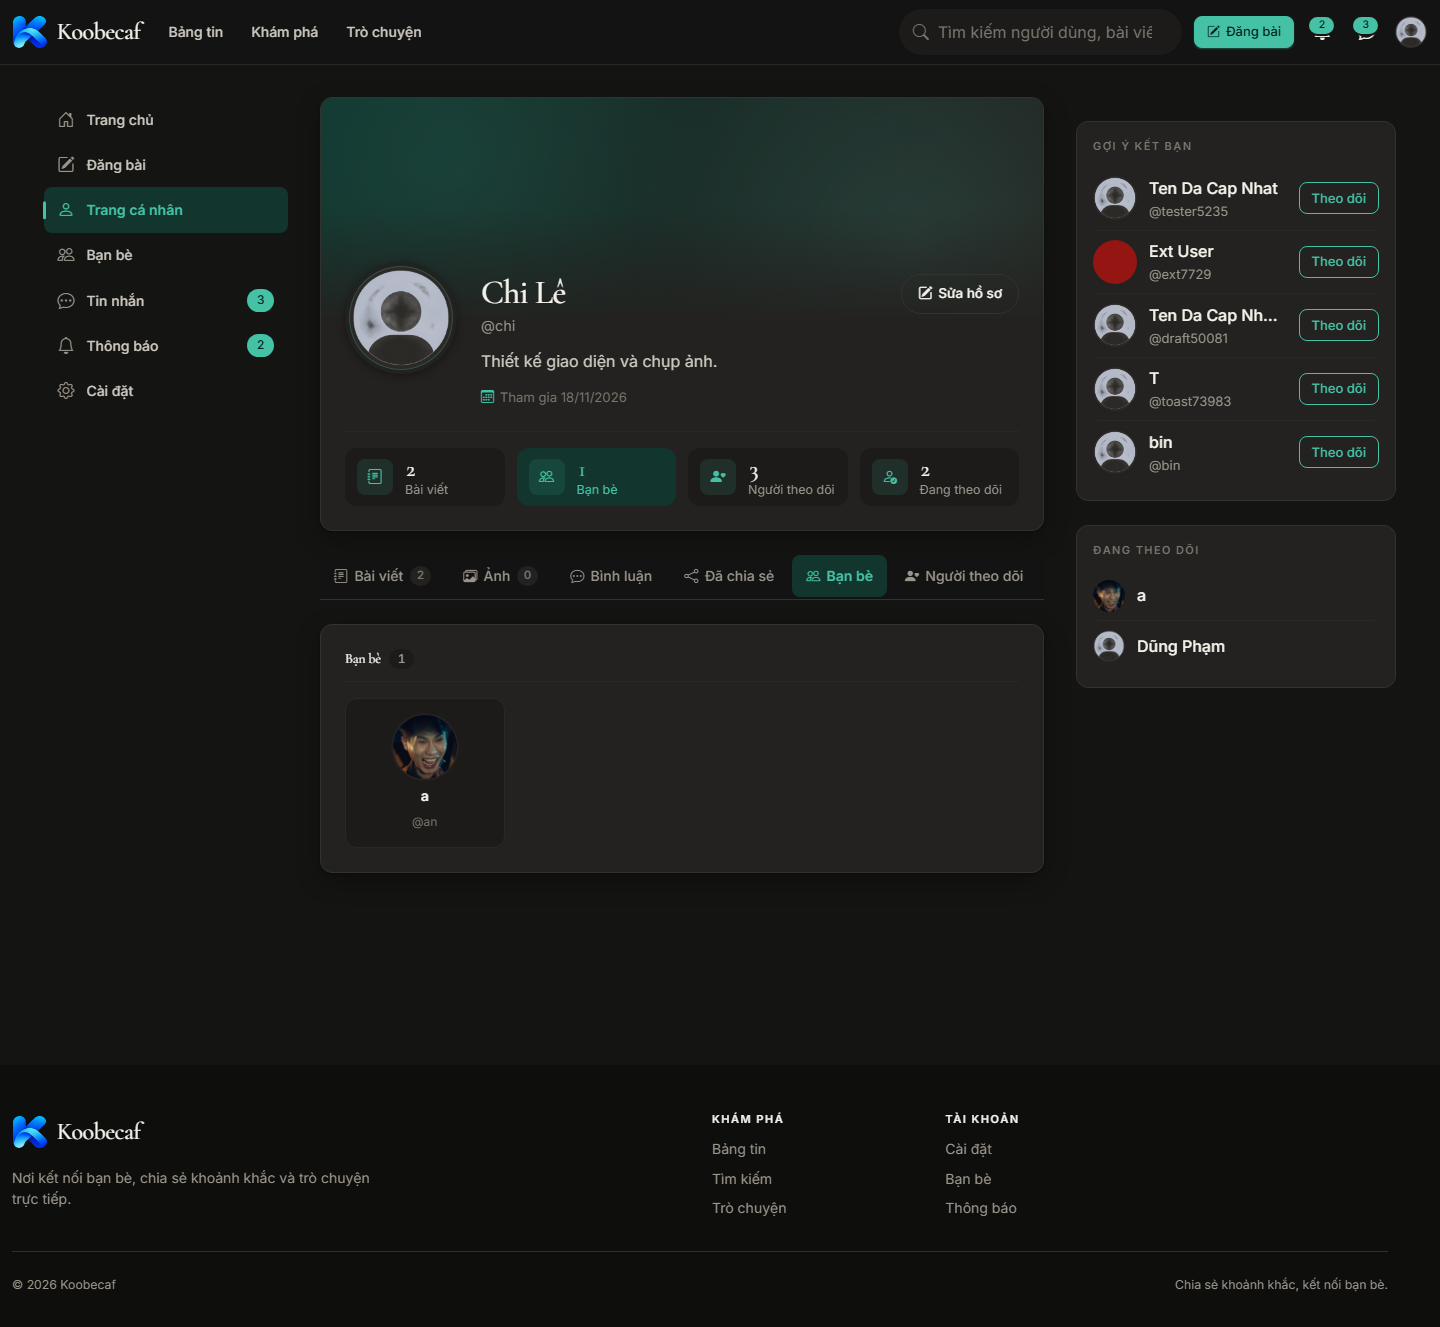 Koobecaf
Bảng tin
Khám phá
Trò chuyện
Tìm kiếm người dùng, bài viế
Đăng bài
2
3
Trang chủ
Đăng bài
Trang cá nhân
Bạn bè
Tin nhắn
3
Thông báo
2
Cài đặt
Chi Lê
@chi
Thiết kế giao diện và chụp ảnh.
Tham gia 18/11/2026
Sửa hồ sơ
2
Bài viết
1
Bạn bè
3
Người theo dõi
2
Đang theo dõi
Bài viết 2
Ảnh 0
Bình luận
Đã chia sẻ
Bạn bè
Người theo dõi
Bạn bè 1
a
@an
GỢI Ý KẾT BẠN
Ten Da Cap Nhat
@tester5235
Theo dõi
Ext User
@ext7729
Theo dõi
Ten Da Cap Nh...
@draft50081
Theo dõi
T
@toast73983
Theo dõi
bin
@bin
Theo dõi
ĐANG THEO DÕI
a
Dũng Phạm
Koobecaf
Nơi kết nối bạn bè, chia sẻ khoảnh khắc và trò chuyện
trực tiếp.
KHÁM PHÁ
Bảng tin
Tìm kiếm
Trò chuyện
TÀI KHOẢN
Cài đặt
Bạn bè
Thông báo
© 2026 Koobecaf
Chia sẻ khoảnh khắc, kết nối bạn bè.